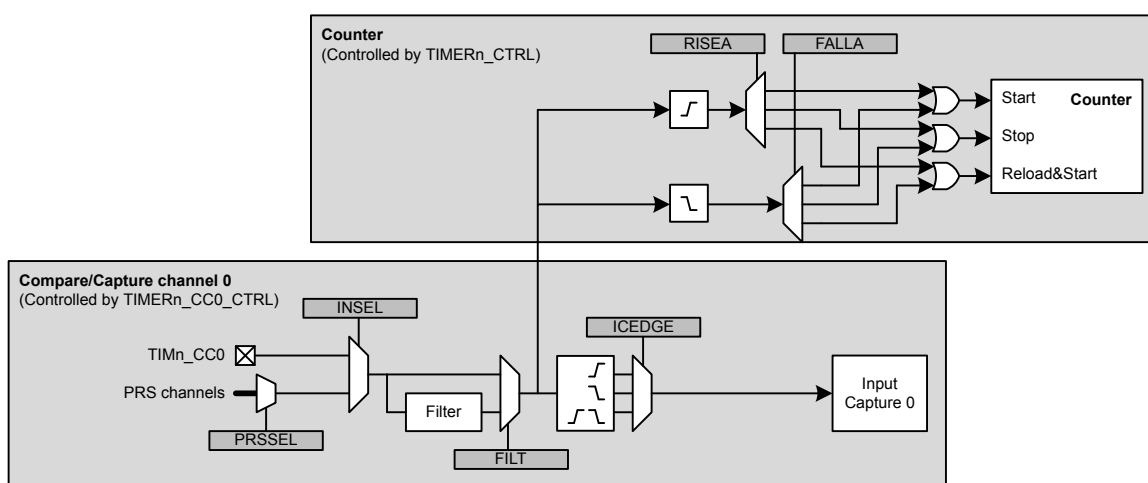 Counter
(Controlled by TIMERn_CTRL)
RISEA
FALLA
Start
Counter
Stop
Reload&Start
Compare/Capture channel 0
(Controlled by TIMERn_CC0_CTRL)
INSEL
ICEDGE
TIMn_CC0
PRS channels
Filter
Input
Capture 0
PRSSEL
FILT